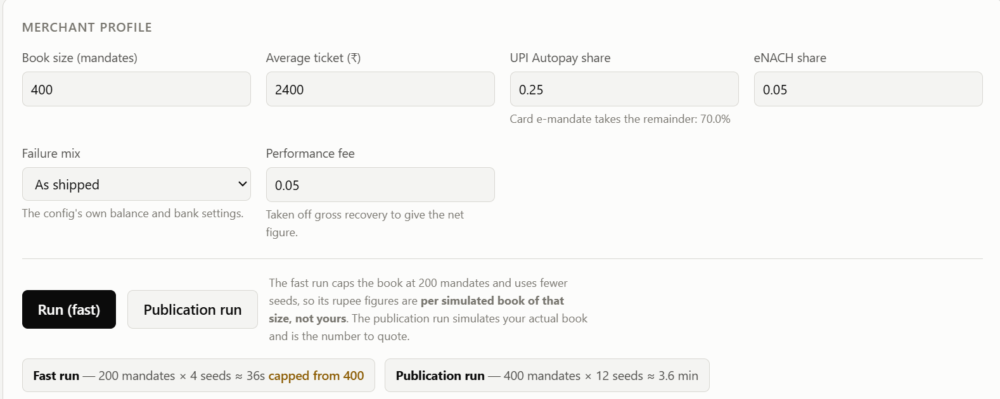 MERCHANT PROFILE
Book size (mandates)
400
Average ticket (₹)
2400
UPI Autopay share
0.25
Card e-mandate takes the remainder: 70.0%
eNACH share
0.05
Failure mix
As shipped
The config's own balance and bank settings.
Performance fee
0.05
Taken off gross recovery to give the net
figure.
Run (fast)
Publication run
The fast run caps the book at 200 mandates and uses fewer
seeds, so its rupee figures are per simulated book of that
size, not yours. The publication run simulates your actual book
and is the number to quote.
Fast run — 200 mandates × 4 seeds ≈ 36s capped from 400
Publication run — 400 mandates × 12 seeds ≈ 3.6 min